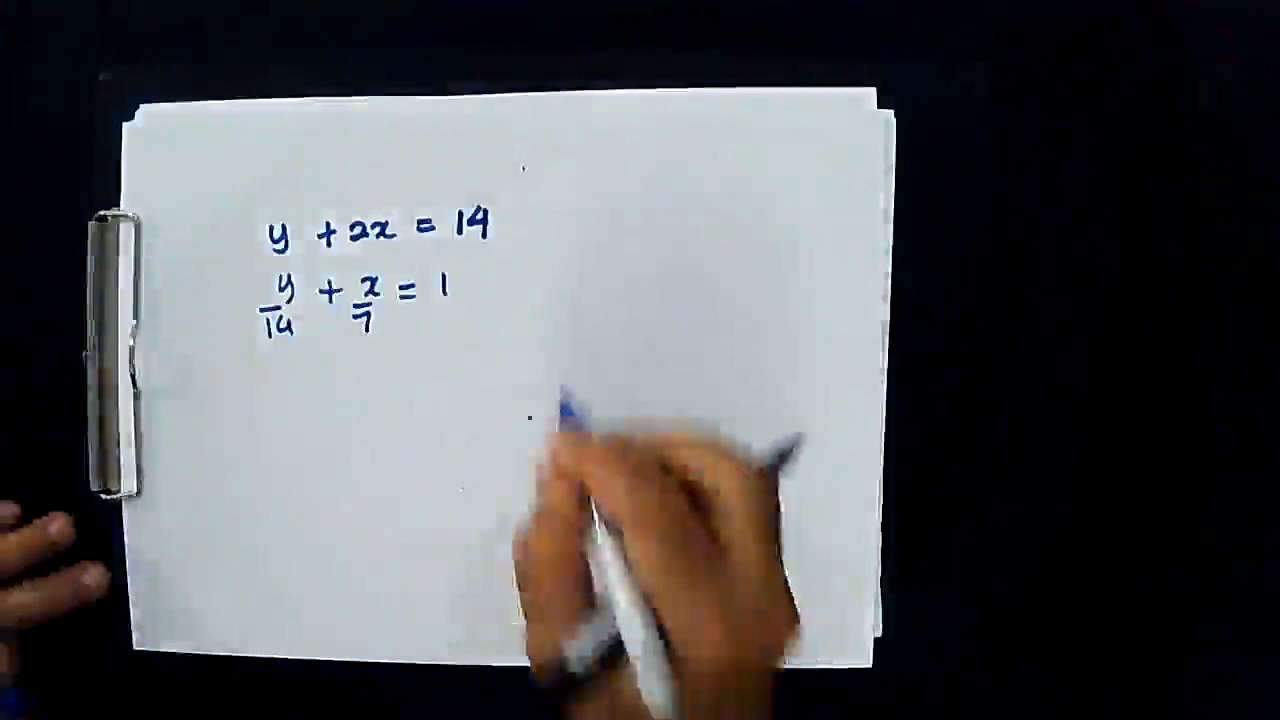 y + 2x = 14
y/14 + x/7 = 1